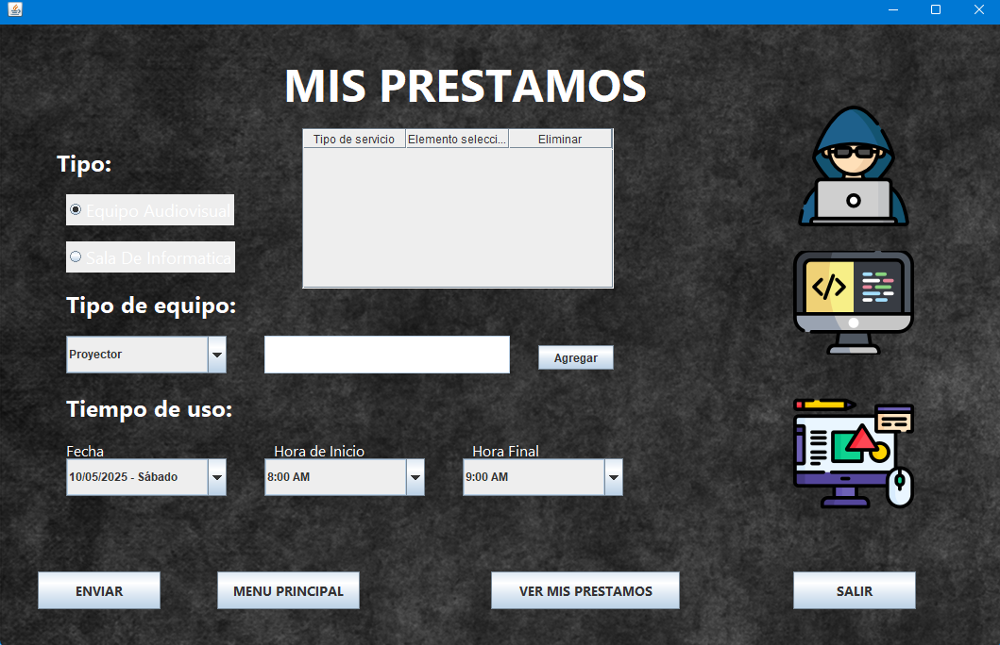 MIS PRESTAMOS
Tipo de servicio Elemento selecci... Eliminar
Tipo:
Equipo Audiovisual
Sala De Informatica
Tipo de equipo:
Proyector Agregar
Tiempo de uso:
Fecha Hora de Inicio Hora Final
10/05/2025 - Sábado 8:00 AM 9:00 AM
ENVIAR MENU PRINCIPAL VER MIS PRESTAMOS SALIR